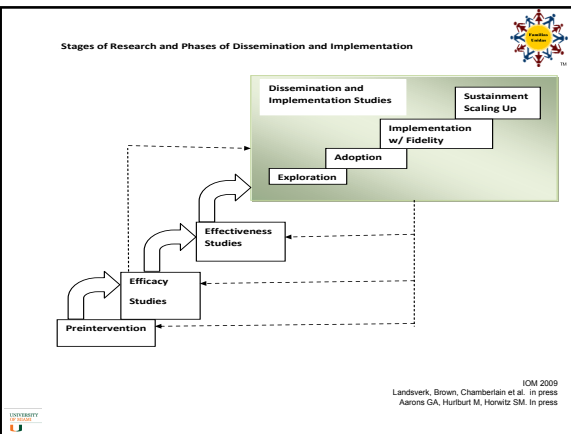 Stages of Research and Phases of Dissemination and Implementation
Familias
Unidas
TM
Dissemination and
Implementation Studies
Sustainment
Scaling Up
Implementation
w/ Fidelity
Adoption
Exploration
Effectiveness
Studies
Efficacy
Studies
Preintervention
IOM 2009
Landsverk, Brown, Chamberlain et al. in press
Aarons GA, Hurlburt M, Horwitz SM. In press
UNIVERSITY
OF MIAMI